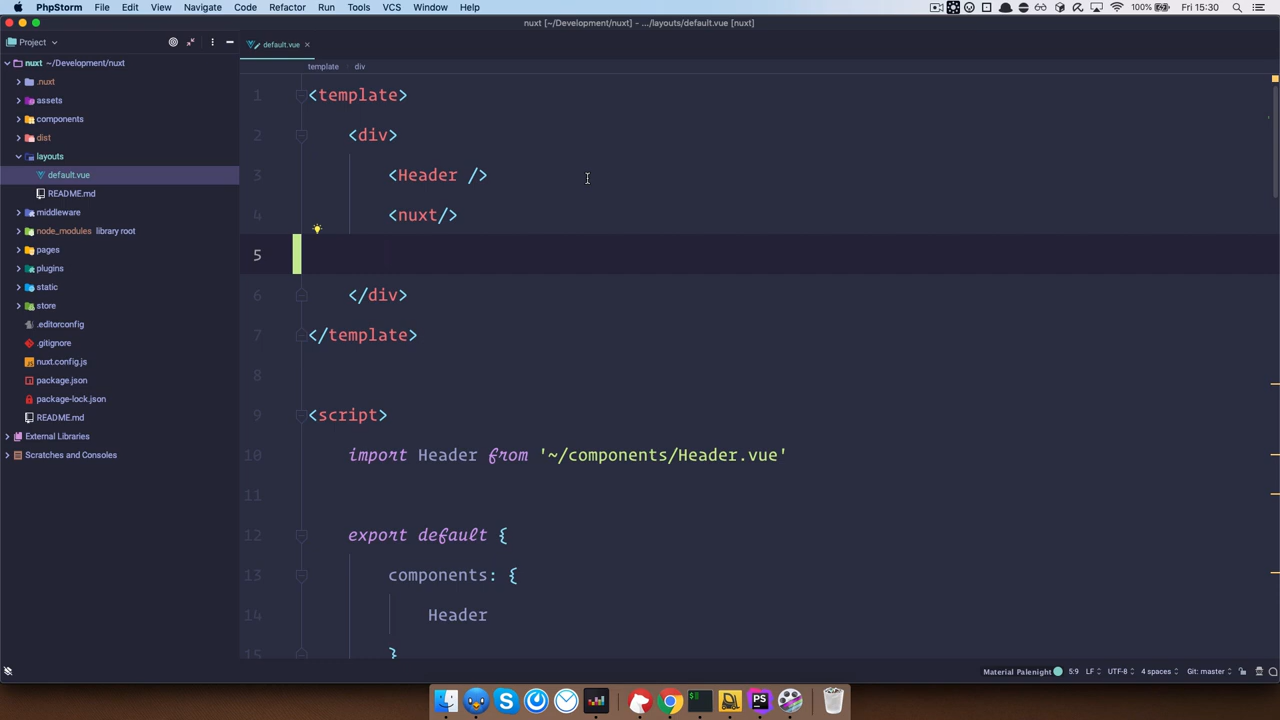 PhpStorm File Edit View Navigate Code Refactor Run Tools VCS Window Help 100% Fri 15:30
nuxt [~/Development/nuxt] - .../layouts/default.vue [nuxt]
Project
default.vue
nuxt ~/Development/nuxt
template div
.nuxt
assets
components
dist
layouts
default.vue
README.md
middleware
node_modules library root
pages
plugins
static
store
.editorconfig
.gitignore
nuxt.config.js
package.json
package-lock.json
README.md
External Libraries
Scratches and Consoles
1 <template>
2 <div>
3 <Header />
4 <nuxt/>
5
6 </div>
7 </template>
8
9 <script>
10 import Header from '~/components/Header.vue'
11
12 export default {
13 components: {
14 Header
15 }
Material Palenight 5:9 LF UTF-8 4 spaces Git: master
PS